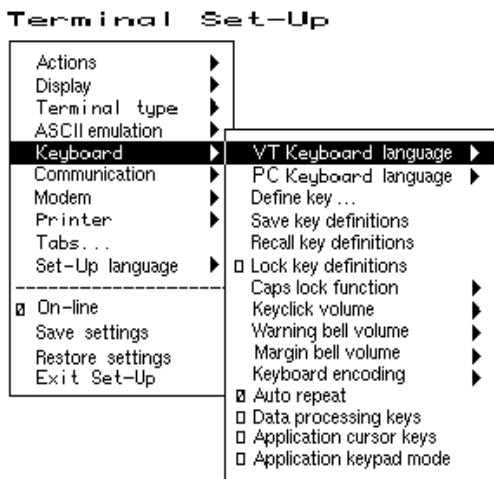 Terminal Set-Up
Actions
Display
Terminal type
ASCII emulation
Keyboard
Communication
Modem
Printer
Tabs...
Set-Up language
On-line
Save settings
Restore settings
Exit Set-Up
VT Keyboard language
PC Keyboard language
Define key ...
Save key definitions
Recall key definitions
Lock key definitions
Caps lock function
Keyclick volume
Warning bell volume
Margin bell volume
Keyboard encoding
Auto repeat
Data processing keys
Application cursor keys
Application keypad mode